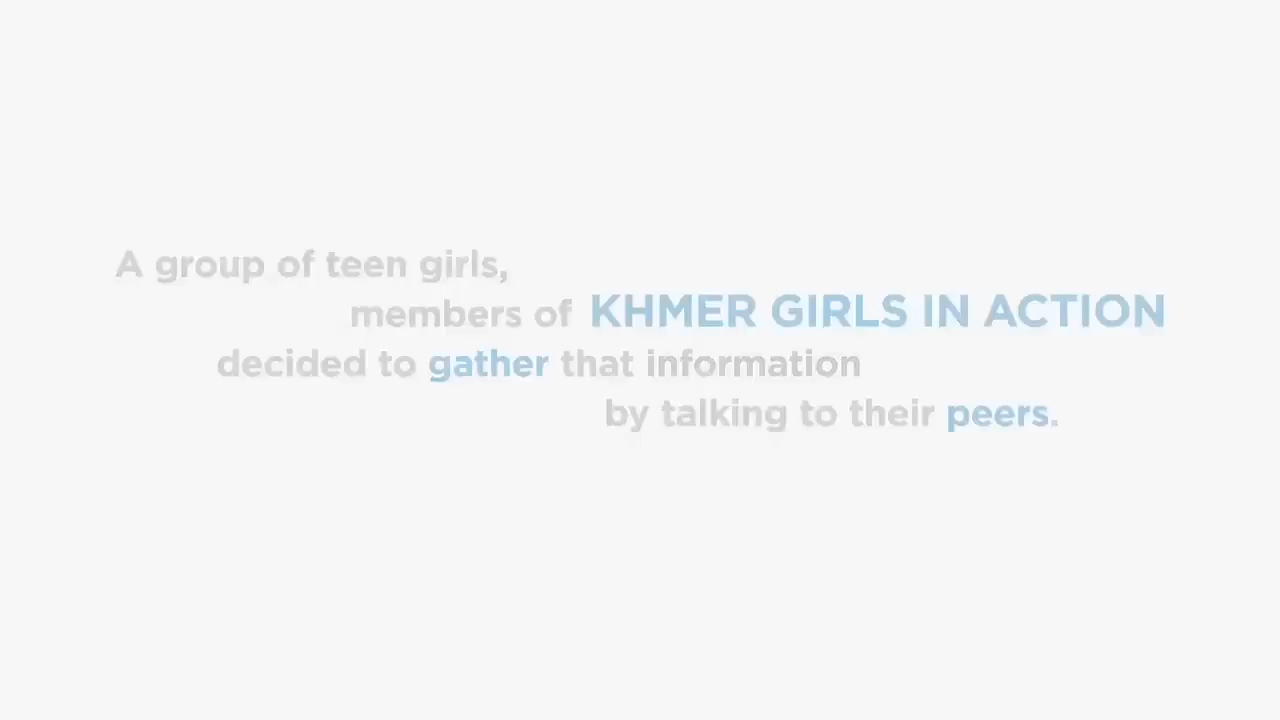 A group of teen girls,
members of KHMER GIRLS IN ACTION
decided to gather that information
by talking to their peers.